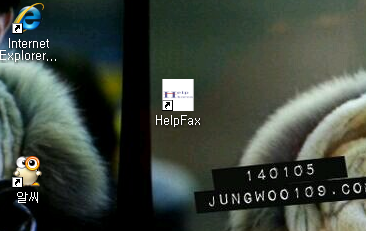 Internet
Explorer...
HelpFax
알씨
140105
JUNGWOO109.CO